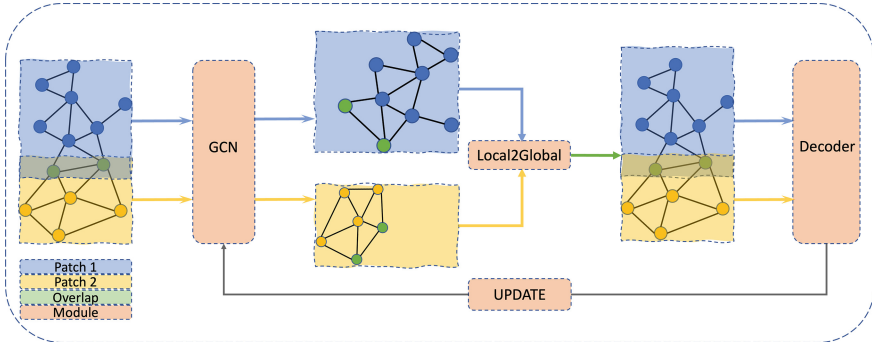 GCN
Local2Global
Decoder
UPDATE
Patch 1
Patch 2
Overlap
Module